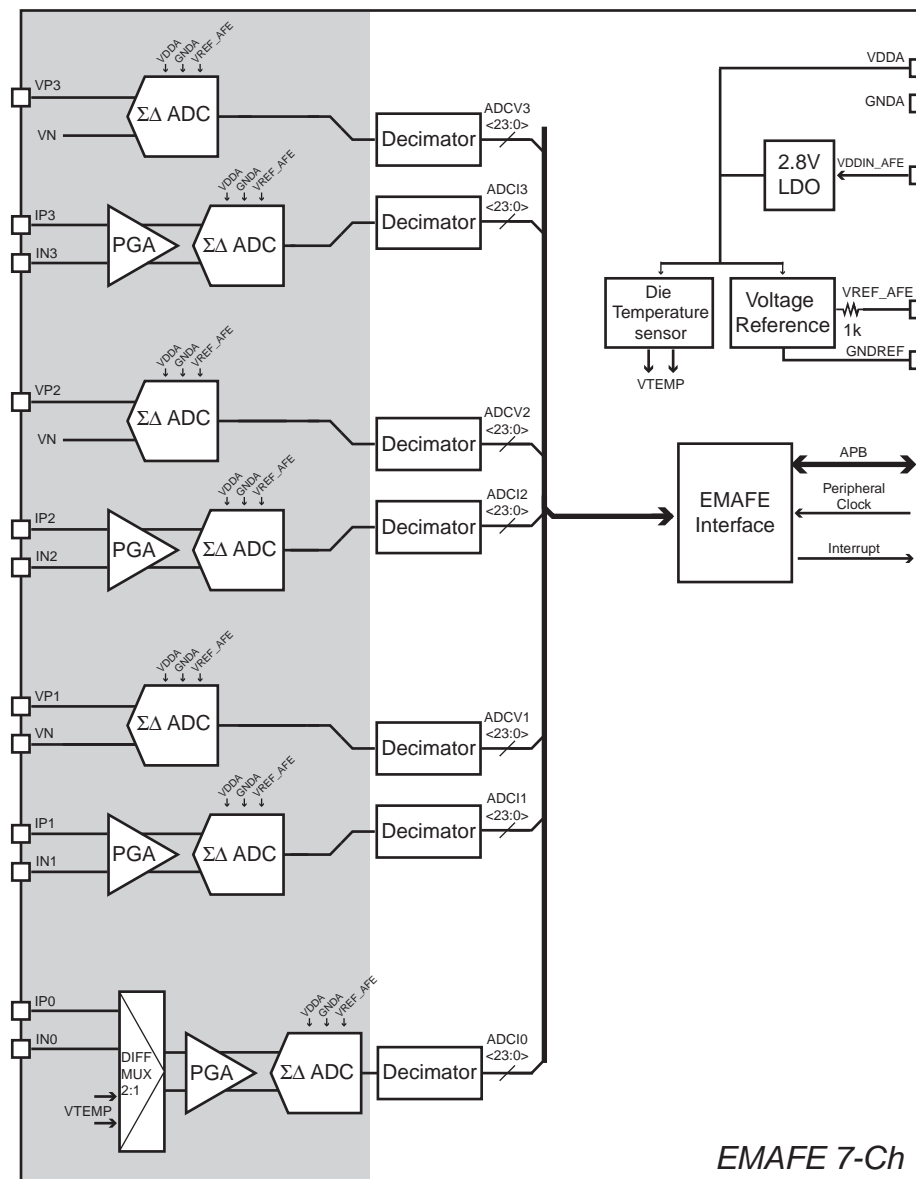 VDDA
GNDA
VREF_AFE
VP3
ΣΔ ADC
VN
Decimator
ADCV3
<23:0>
VDDA
GNDA
VREF_AFE
IP3
IN3
PGA
ΣΔ ADC
Decimator
ADCI3
<23:0>
VDDA
GNDA
VREF_AFE
VP2
ΣΔ ADC
VN
Decimator
ADCV2
<23:0>
VDDA
GNDA
VREF_AFE
IP2
IN2
PGA
ΣΔ ADC
Decimator
ADCI2
<23:0>
VDDA
GNDA
VREF_AFE
VP1
VN
ΣΔ ADC
Decimator
ADCV1
<23:0>
VDDA
GNDA
VREF_AFE
IP1
IN1
PGA
ΣΔ ADC
Decimator
ADCI1
<23:0>
VDDA
GNDA
VREF_AFE
IP0
IN0
DIFF
MUX
2:1
VTEMP
PGA
ΣΔ ADC
Decimator
ADCI0
<23:0>
VDDA
GNDA
2.8V
LDO
VDDIN_AFE
Die
Temperature
sensor
VTEMP
Voltage
Reference
VREF_AFE
1k
GNDREF
EMAFE
Interface
APB
Peripheral
Clock
Interrupt
EMAFE 7-Ch